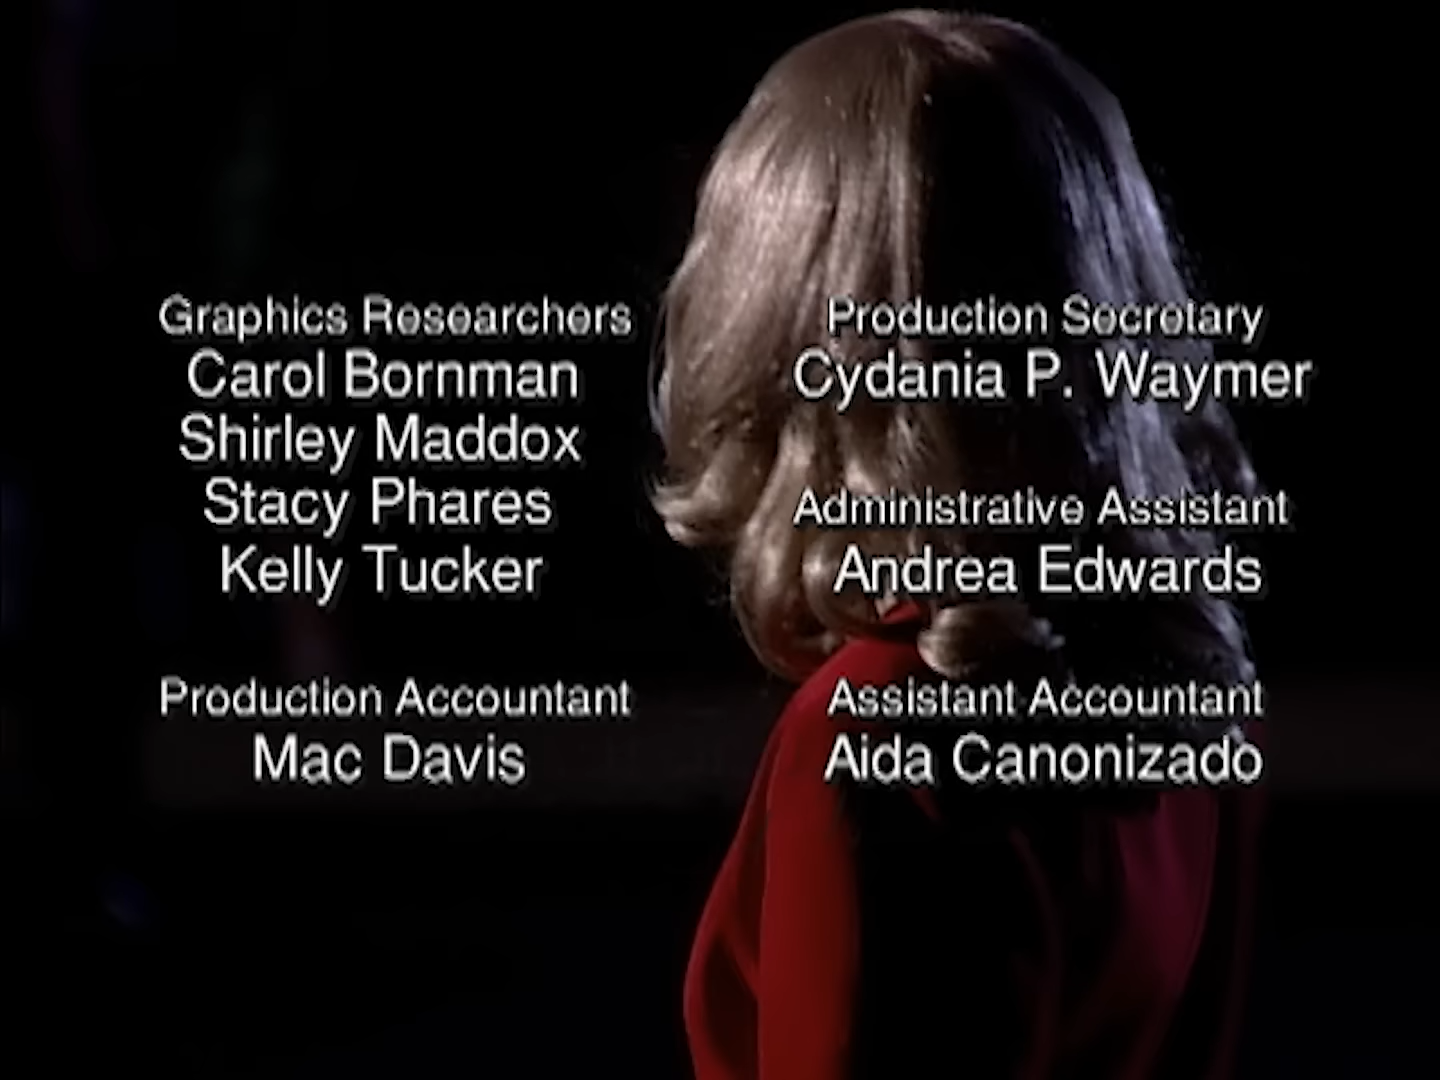 Graphics Researchers
Carol Bornman
Shirley Maddox
Stacy Phares
Kelly Tucker
Production Accountant
Mac Davis
Production Secretary
Cydania P. Waymer
Administrative Assistant
Andrea Edwards
Assistant Accountant
Aida Canonizado